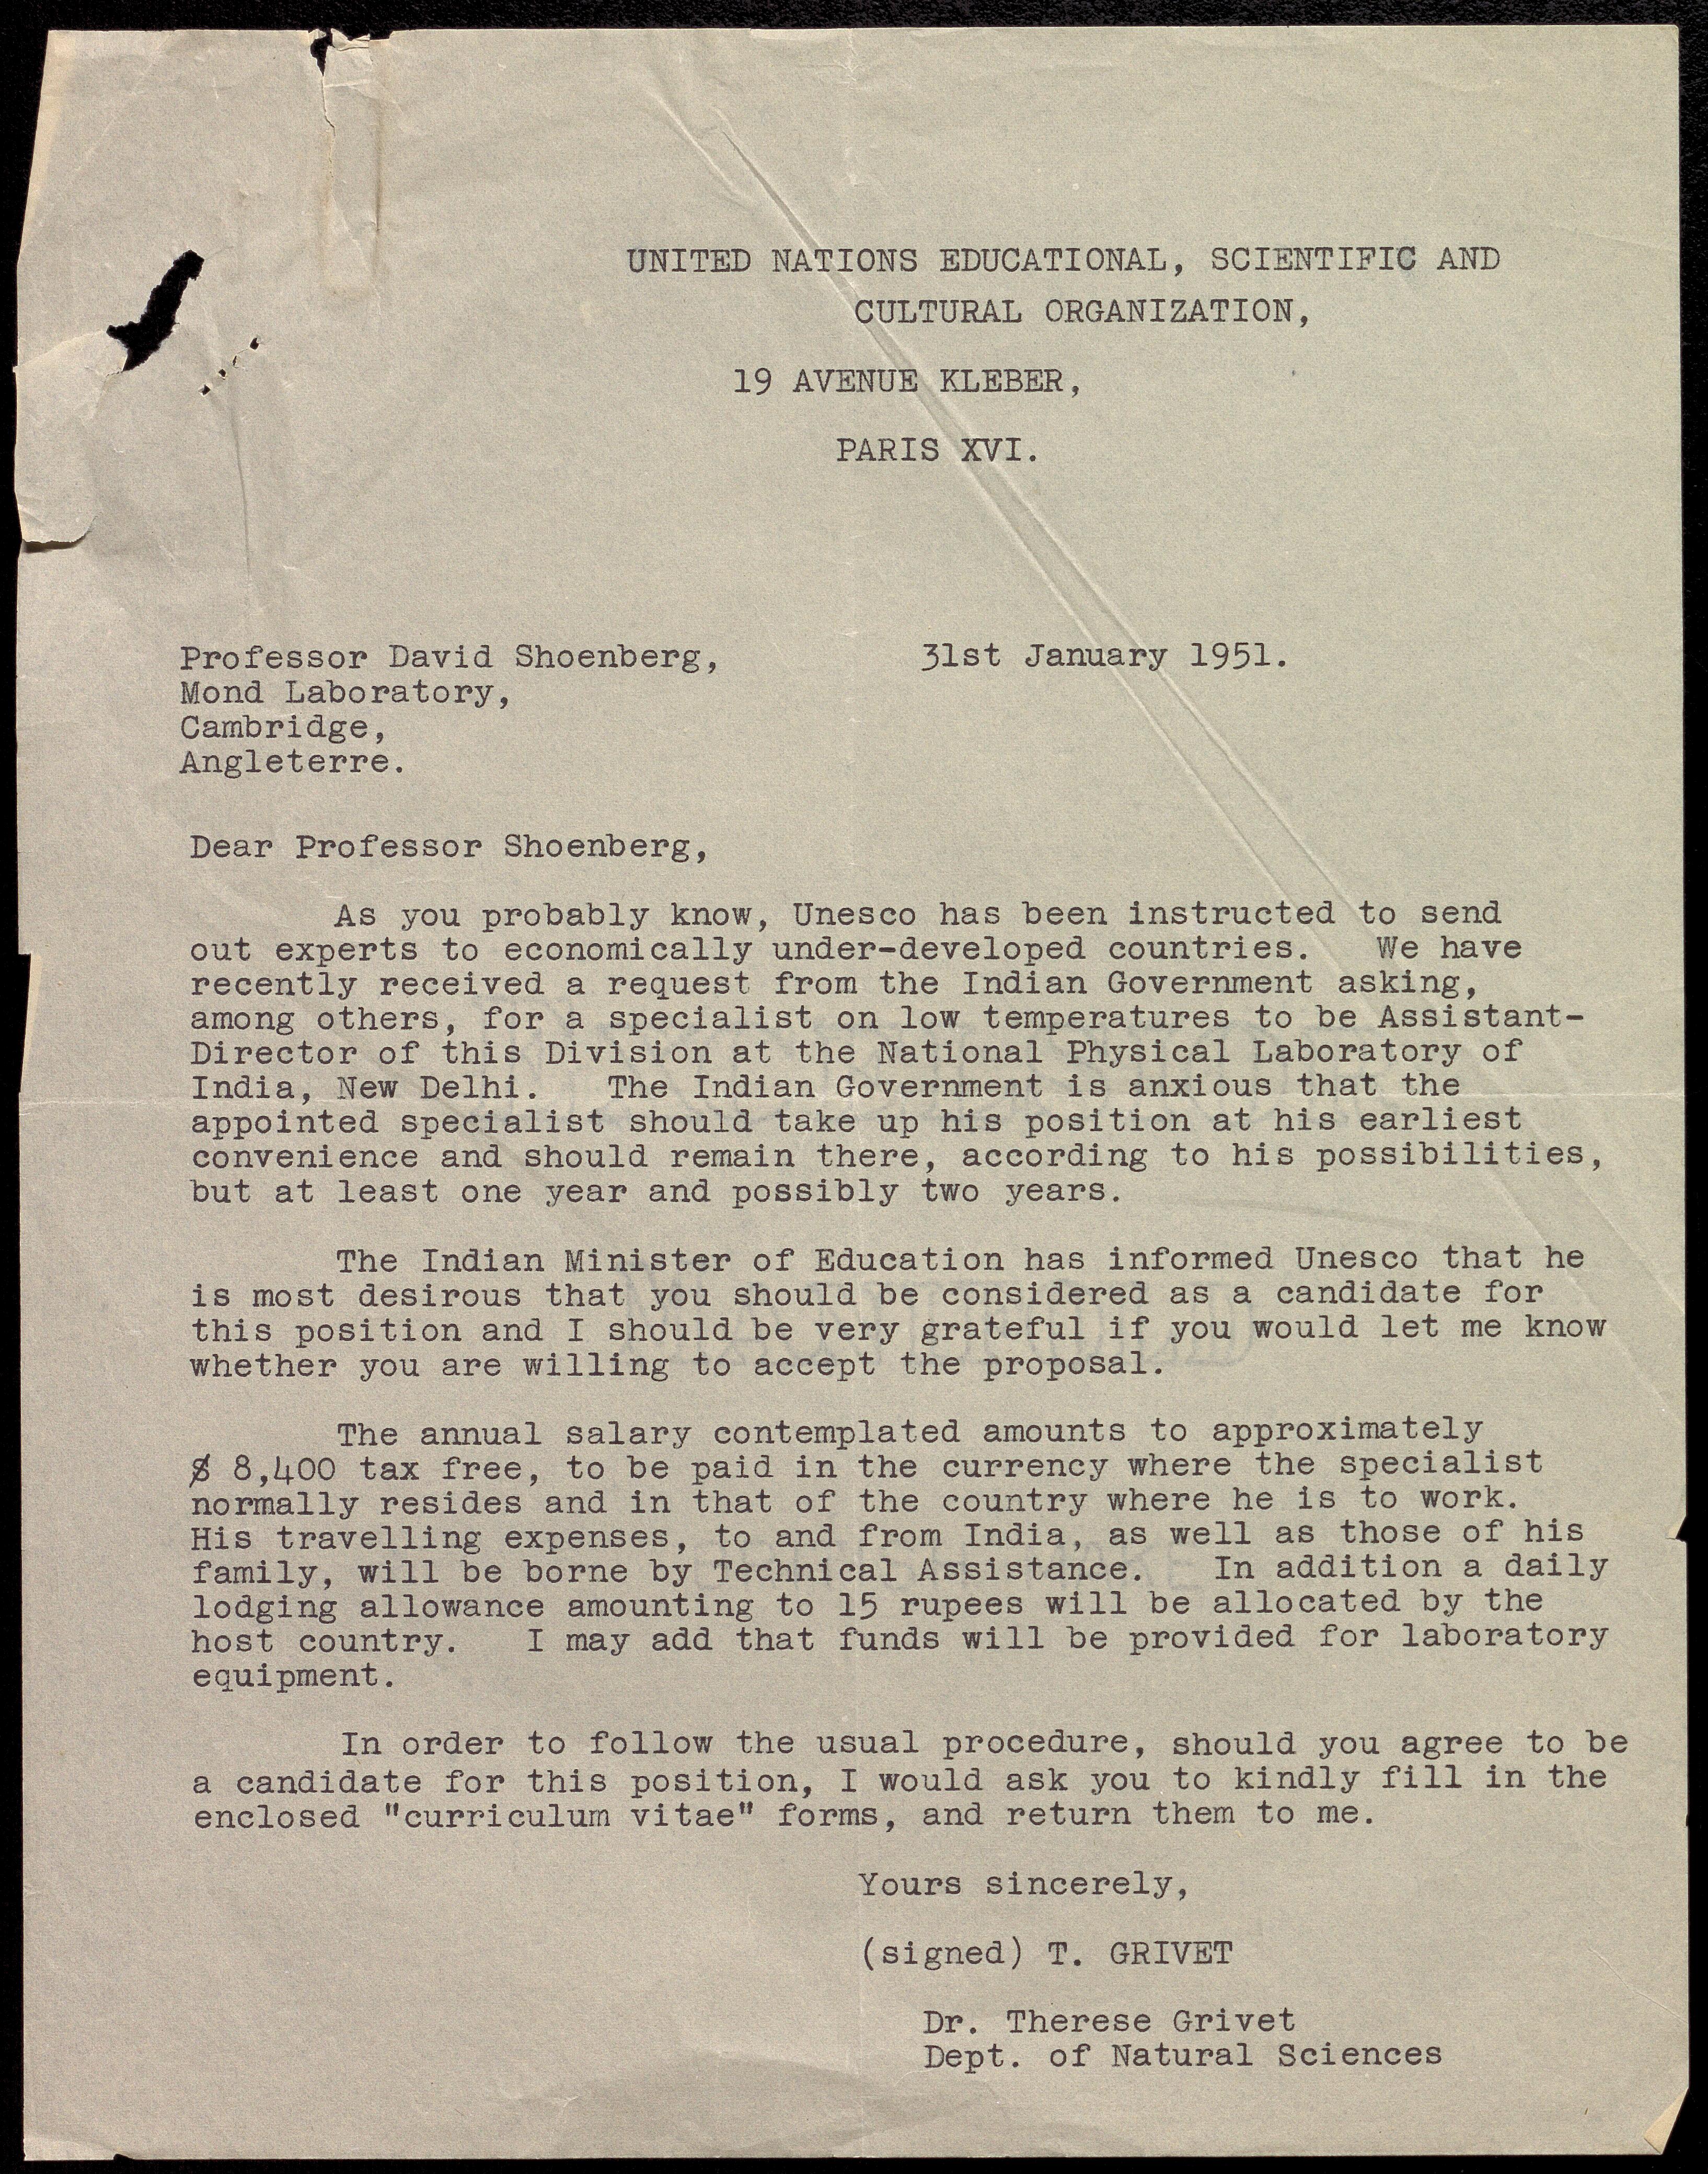 UNITED NATIONS EDUCATIONAL, SCIENTIFIC AND
CULTURAL ORGANIZATION,
19 AVENUE KLEBER,
PARIS XVI.
Professor David Shoenberg, 31st January 1951.
Mond Laboratory,
Cambridge,
Angleterre.
Dear Professor Shoenberg,
As you probably know, Unesco has been instructed to send
out experts to economically under-developed countries. We have
recently received a request from the Indian Government asking,
among others, for a specialist on low temperatures to be Assistant-
Director of this Division at the National Physical Laboratory of
India, New Delhi. The Indian Government is anxious that the
appointed specialist should take up his position at his earliest
convenience and should remain there, according to his possibilities,
but at least one year and possibly two years.
The Indian Minister of Education has informed Unesco that he
is most desirous that you should be considered as a candidate for
this position and I should be very grateful if you would let me know
whether you are willing to accept the proposal.
The annual salary contemplated amounts to approximately
$ 8,400 tax free, to be paid in the currency where the specialist
normally resides and in that of the country where he is to work.
His travelling expenses, to and from India, as well as those of his
family, will be borne by Technical Assistance. In addition a daily
lodging allowance amounting to 15 rupees will be allocated by the
host country. I may add that funds will be provided for laboratory
equipment.
In order to follow the usual procedure, should you agree to be
a candidate for this position, I would ask you to kindly fill in the
enclosed "curriculum vitae" forms, and return them to me.
Yours sincerely,
(signed) T. GRIVET
Dr. Therese Grivet
Dept. of Natural Sciences